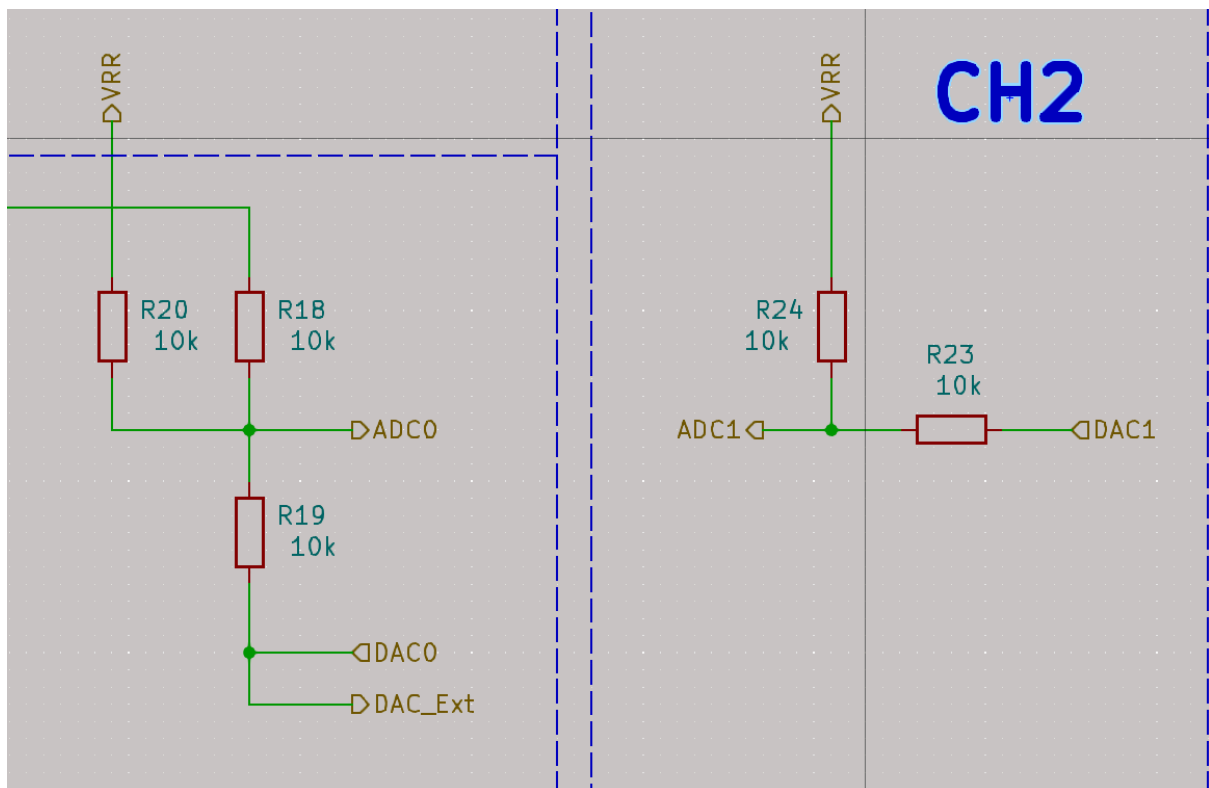 VRR
VRR
CH2
R20
10k
R18
10k
R24
10k
R23
10k
ADC0
ADC1
DAC1
R19
10k
DAC0
DAC_Ext